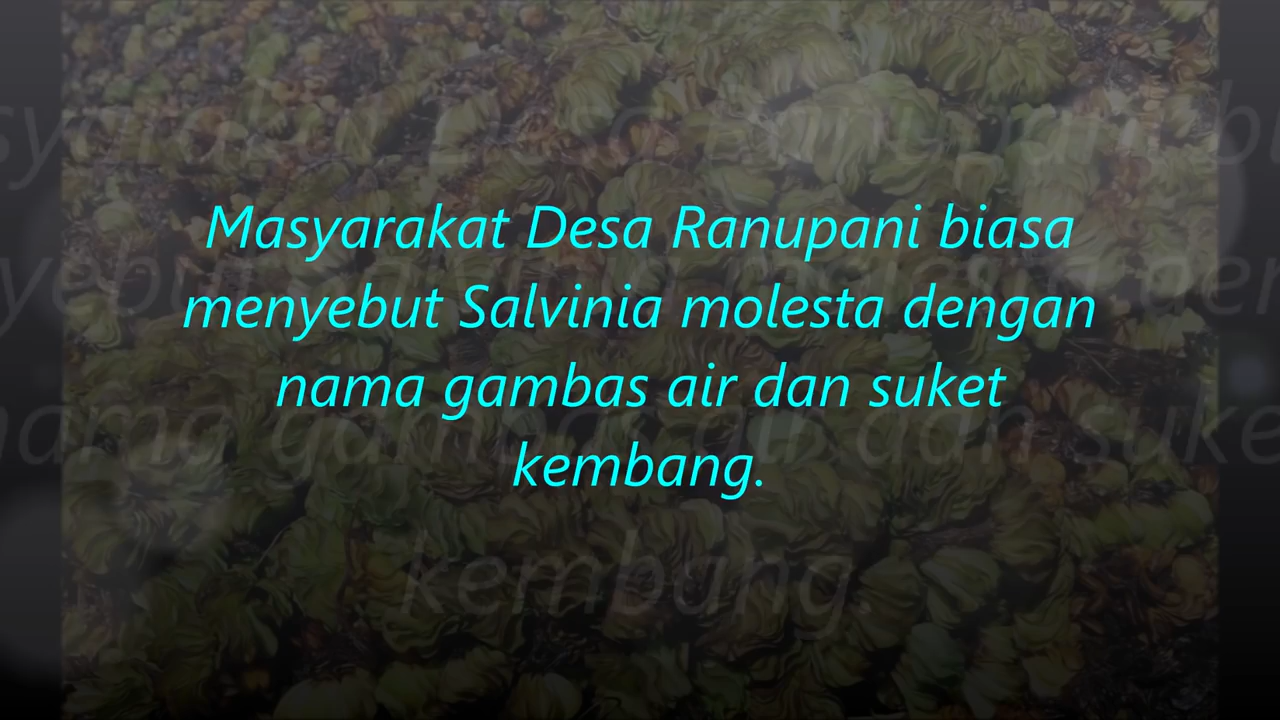 Masyarakat Desa Ranupani biasa
menyebut Salvinia molesta dengan
nama gambas air dan suket
kembang.